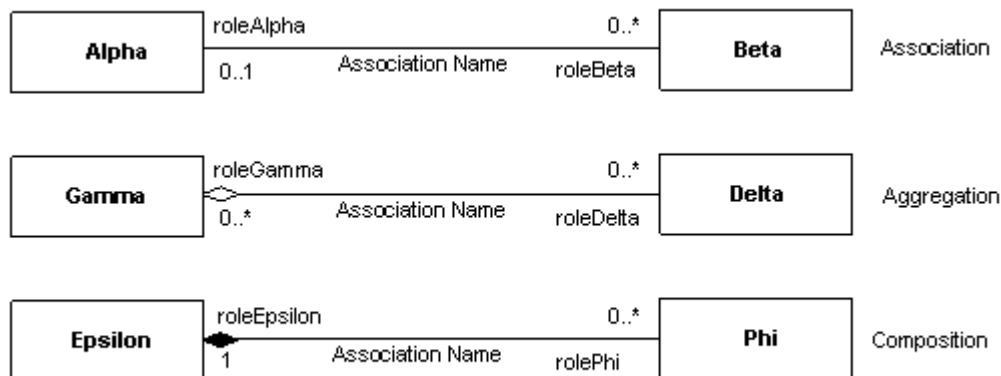 roleAlpha 0..*
Alpha Beta Association
0..1 Association Name roleBeta
roleGamma 0..*
Gamma Delta Aggregation
0..* Association Name roleDelta
roleEpsilon 0..*
Epsilon Phi Composition
1 Association Name rolePhi